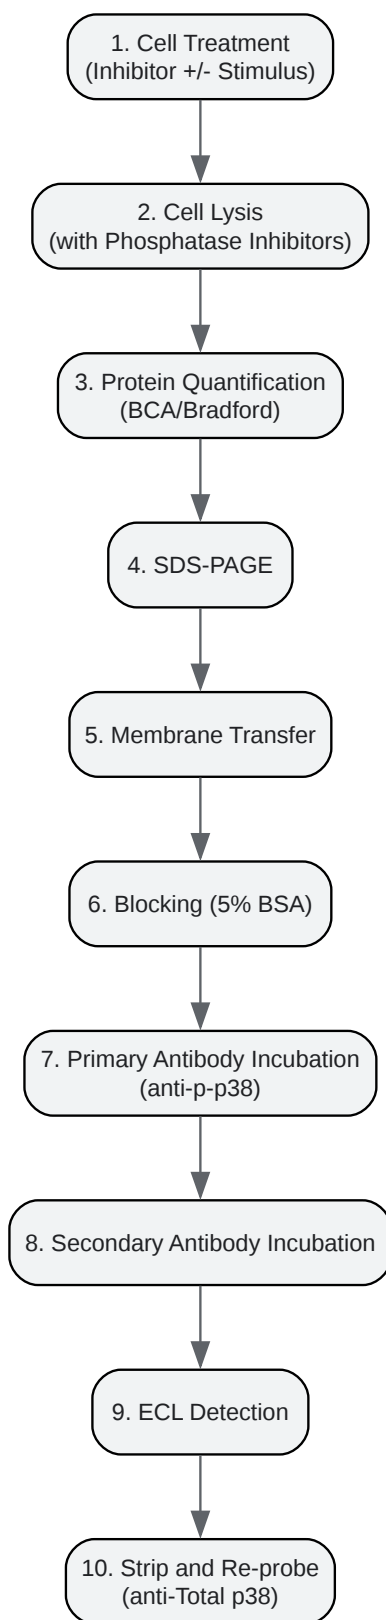 1. Cell Treatment
(Inhibitor +/- Stimulus)
2. Cell Lysis
(with Phosphatase Inhibitors)
3. Protein Quantification
(BCA/Bradford)
4. SDS-PAGE
5. Membrane Transfer
6. Blocking (5% BSA)
7. Primary Antibody Incubation
(anti-p-p38)
8. Secondary Antibody Incubation
9. ECL Detection
10. Strip and Re-probe
(anti-Total p38)